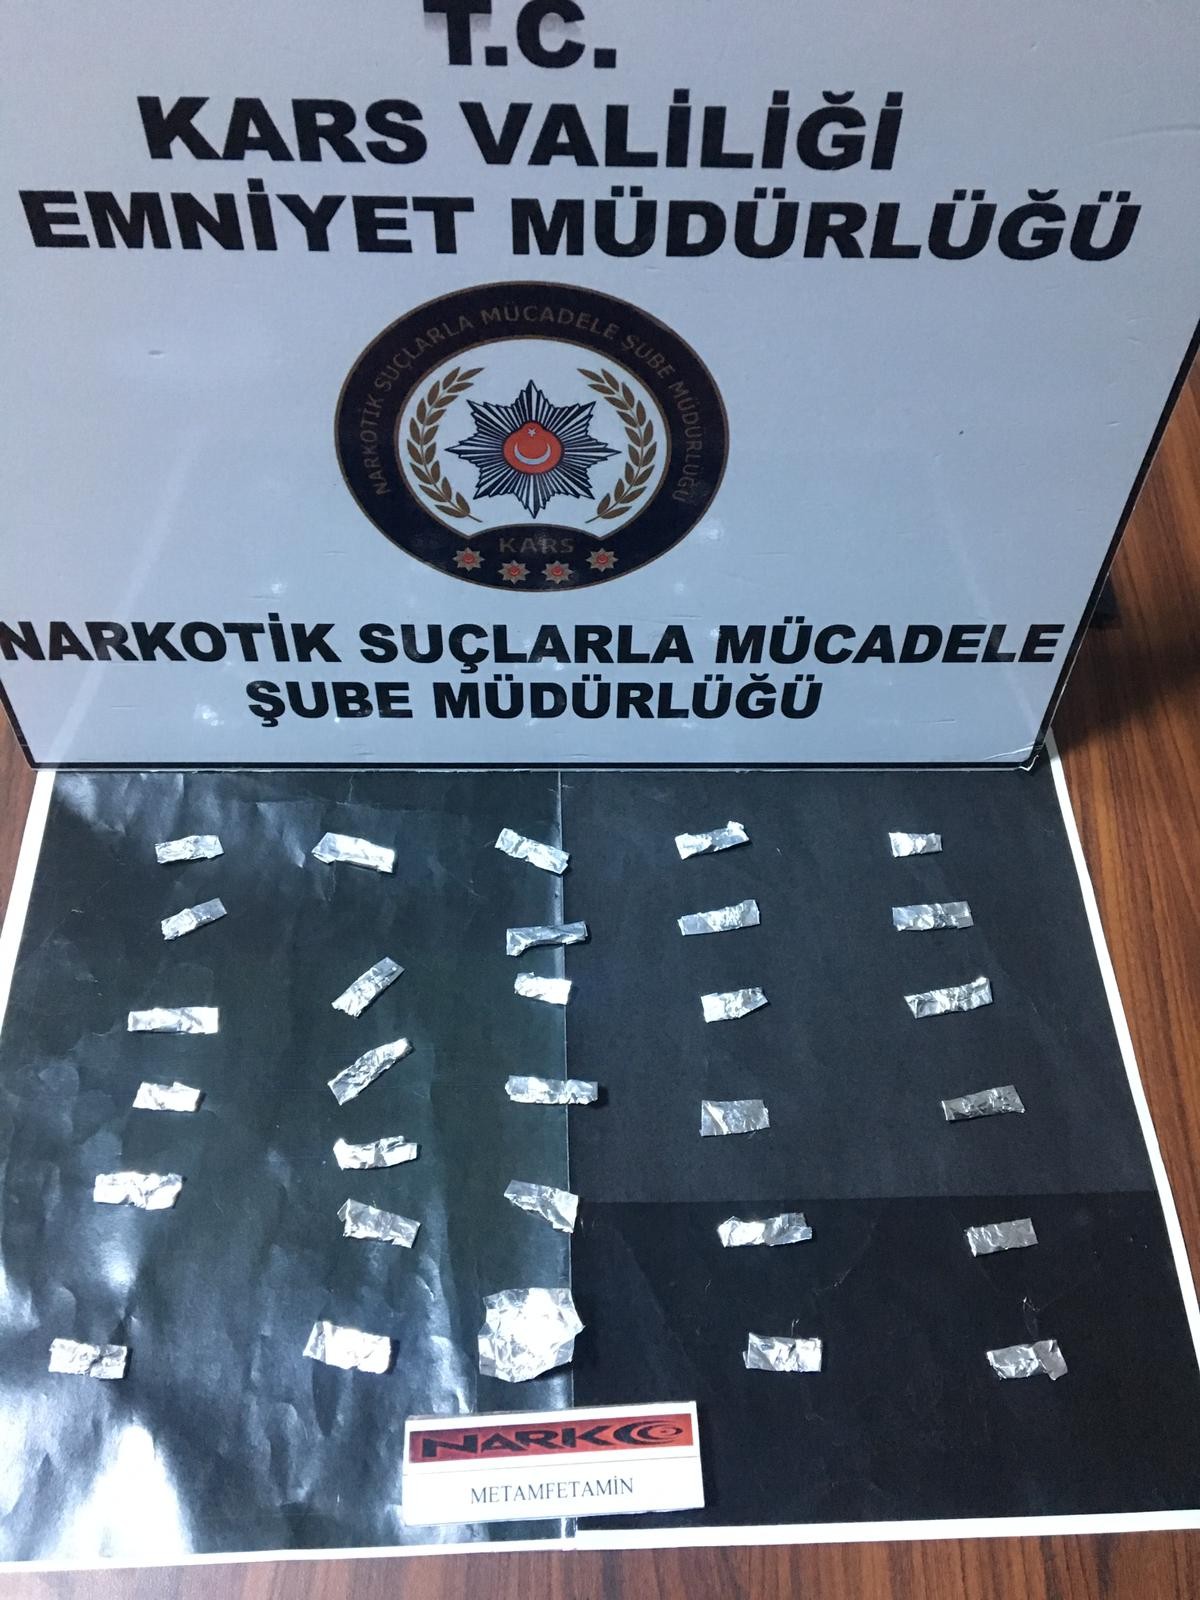 T.C.
KARS VALİLİĞİ
EMNİYET MÜDÜRLÜĞÜ
NARKOTİK SUÇLARLA MÜCADELE ŞUBE MÜDÜRLÜĞÜ
KARS
NARKOTİK SUÇLARLA MÜCADELE
ŞUBE MÜDÜRLÜĞÜ
NARKO
METAMFETAMİN